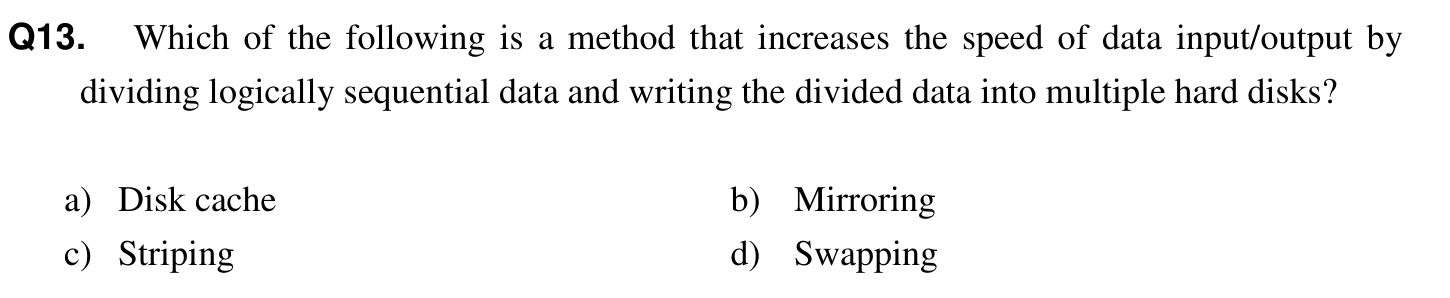 Q13. Which of the following is a method that increases the speed of data input/output by
dividing logically sequential data and writing the divided data into multiple hard disks?
a) Disk cache b) Mirroring
c) Striping d) Swapping